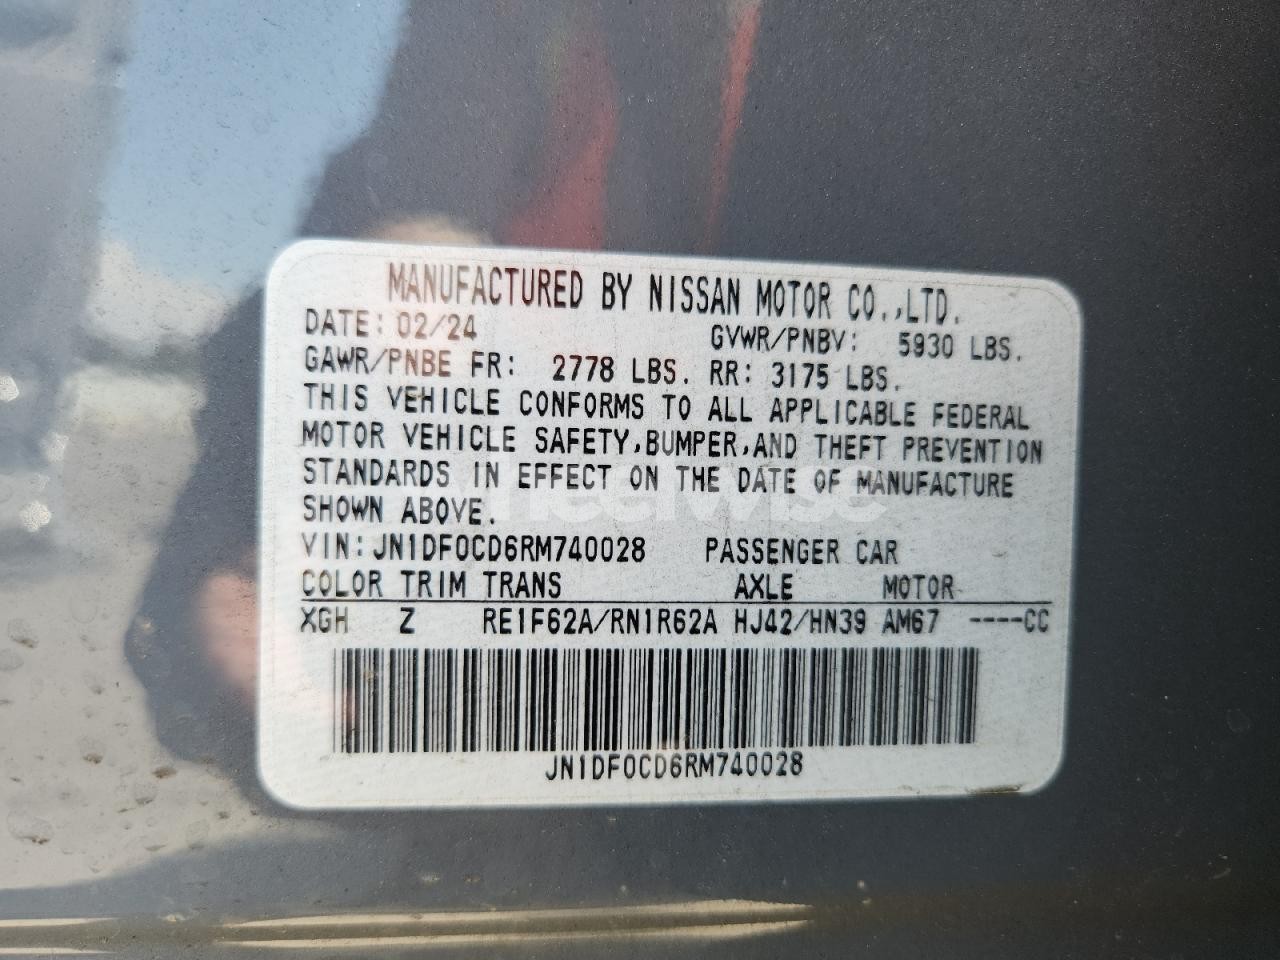 MANUFACTURED BY NISSAN MOTOR CO.,LTD.
DATE: 02/24 GVWR/PNBV: 5930 LBS.
GAWR/PNBE FR: 2778 LBS. RR: 3175 LBS.
THIS VEHICLE CONFORMS TO ALL APPLICABLE FEDERAL
MOTOR VEHICLE SAFETY,BUMPER,AND THEFT PREVENTION
STANDARDS IN EFFECT ON THE DATE OF MANUFACTURE
SHOWN ABOVE.
VIN:JN1DF0CD6RM740028 PASSENGER CAR
COLOR TRIM TRANS AXLE MOTOR
XGH Z RE1F62A/RN1R62A HJ42/HN39 AM67 ----CC
JN1DF0CD6RM740028